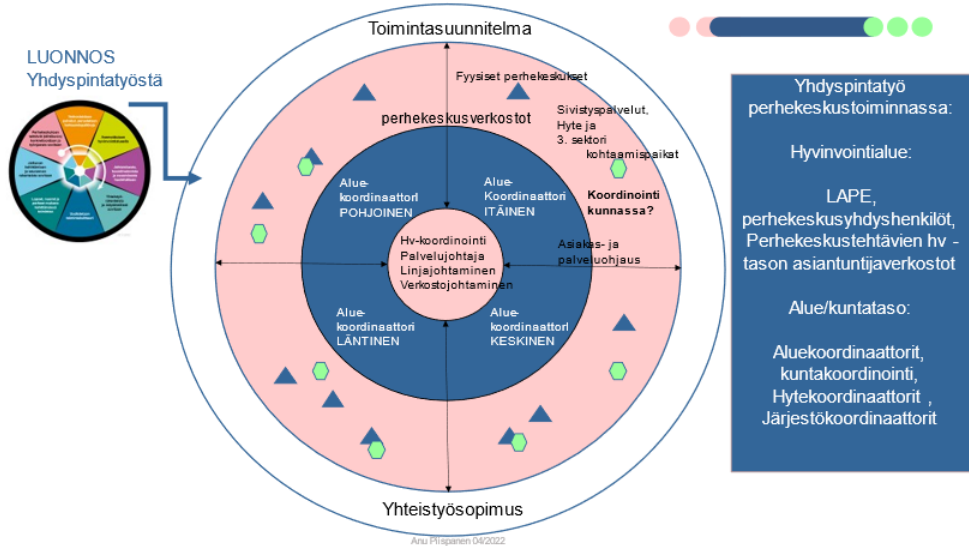 LUONNOS
Yhdyspintatyöstä
Toimintasuunnitelma
Fyysiset perhekeskukset
perhekeskusverkostot
Sivistyspalvelut,
Hyte ja
3. sektori
kohtaamispaikat
Koordinointi
kunnassa?
Asiakas- ja
palveluohjaus
Alue-
koordinaattorI
POHJOINEN
Alue-
Koordinaattori
ITÄINEN
Hv-koordinointi
Palvelujohtaja
Linjajohtaminen
Verkostojohtaminen
Alue-
koordinaattori
LÄNTINEN
Alue-
koordinaattorI
KESKINEN
Yhteistyösopimus
Anu Pilspanen 04/2022
Yhdyspintatyö
perhekeskustoiminnassa:
Hyvinvointialue:
LAPE,
perhekeskusyhdyshenkilöt,
Perhekeskustehtävien hv -
tason asiantuntijaverkostot
Alue/kuntataso:
Aluekoordinaattorit,
kuntakoordinointi,
Hytekoordinaattorit ,
Järjestökoordinaattorit